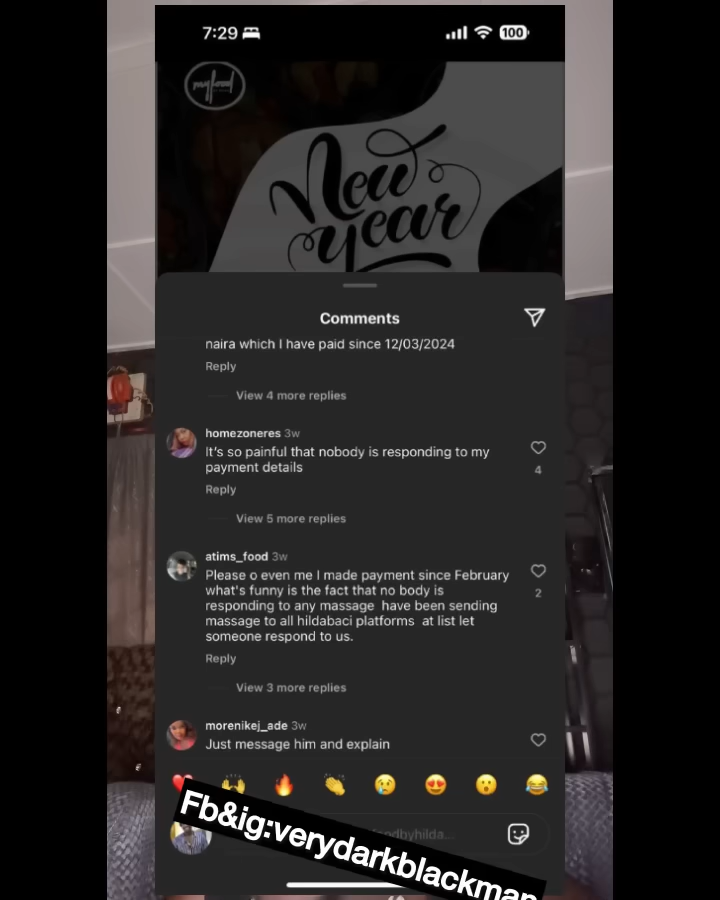 7:29
100
myfood
New
year
Comments
naira which I have paid since 12/03/2024
Reply
View 4 more replies
homezoneres 3w
It's so painful that nobody is responding to my
payment details
4
Reply
View 5 more replies
atims_food 3w
Please o even me I made payment since February
what's funny is the fact that no body is
responding to any massage have been sending
massage to all hildabaci platforms at list let
someone respond to us.
2
Reply
View 3 more replies
morenikej_ade 3w
Just message him and explain
Fb&ig:verydarkblackman